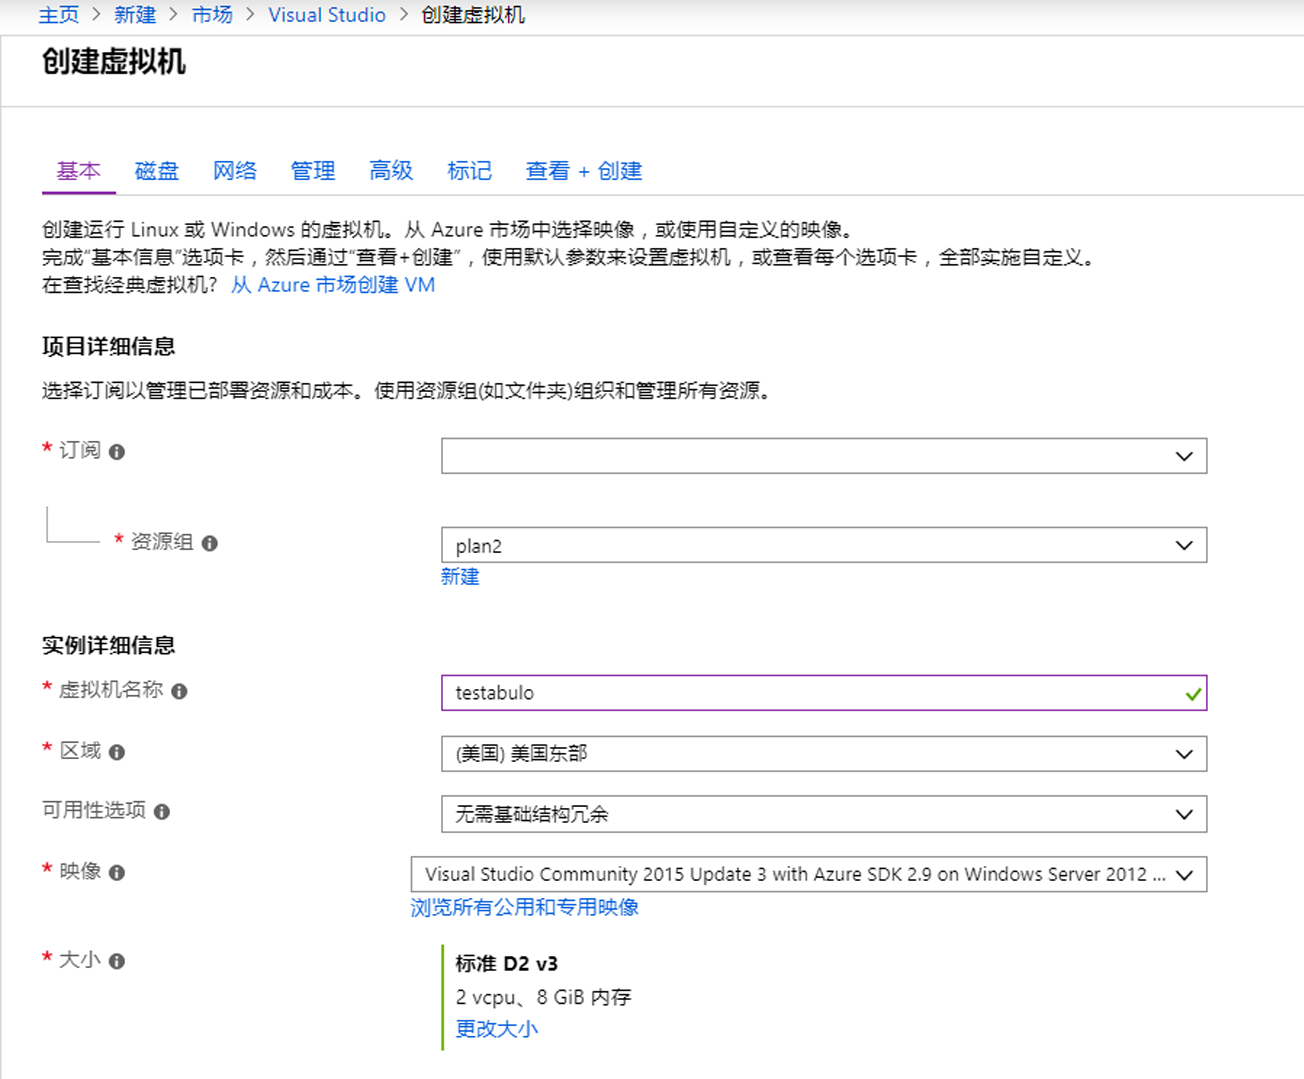 主页 > 新建 > 市场 > Visual Studio > 创建虚拟机
创建虚拟机
基本 磁盘 网络 管理 高级 标记 查看 + 创建
创建运行 Linux 或 Windows 的虚拟机。从 Azure 市场中选择映像，或使用自定义的映像。
完成“基本信息”选项卡，然后通过“查看+创建”，使用默认参数来设置虚拟机，或查看每个选项卡，全部实施自定义。
在查找经典虚拟机? 从 Azure 市场创建 VM
项目详细信息
选择订阅以管理已部署资源和成本。使用资源组(如文件夹)组织和管理所有资源。
* 订阅
* 资源组 plan2
新建
实例详细信息
* 虚拟机名称 testabulo
* 区域 (美国) 美国东部
可用性选项 无需基础结构冗余
* 映像 Visual Studio Community 2015 Update 3 with Azure SDK 2.9 on Windows Server 2012 ...
浏览所有公用和专用映像
* 大小 标准 D2 v3
2 vcpu、8 GiB 内存
更改大小